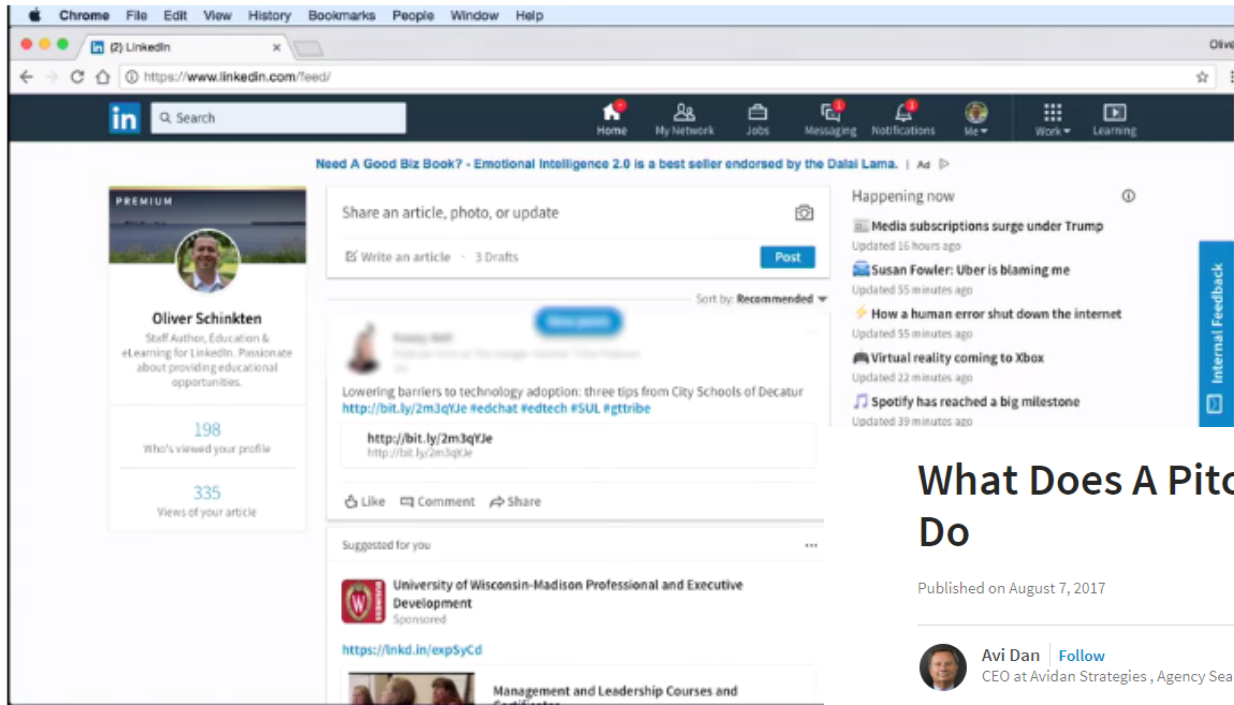 Chrome File Edit View History Bookmarks People Window Help
(2) LinkedIn
https://www.linkedin.com/feed/
in Search
Home My Network Jobs Messaging Notifications Me Work Learning
Need A Good Biz Book? - Emotional Intelligence 2.0 is a best seller endorsed by the Dalai Lama. | Ad
PREMIUM
Oliver Schinkten
Staff Author, Education &
eLearning for LinkedIn. Passionate
about providing educational
opportunities.
198
Who's viewed your profile
335
Views of your article
Share an article, photo, or update
Write an article · 3 Drafts
Post
Sort by: Recommended
Lowering barriers to technology adoption: three tips from City Schools of Decatur
http://bit.ly/2m3qYJe #edchat #edtech #SUL #gttribe
http://bit.ly/2m3qYJe
http://bit.ly/2m3qYJe
Like Comment Share
Suggested for you
University of Wisconsin-Madison Professional and Executive
Development
Sponsored
https://lnkd.in/expSyCd
Management and Leadership Courses and
Happening now
Media subscriptions surge under Trump
Updated 16 hours ago
Susan Fowler: Uber is blaming me
Updated 55 minutes ago
How a human error shut down the internet
Updated 55 minutes ago
Virtual reality coming to Xbox
Updated 22 minutes ago
Spotify has reached a big milestone
Updated 39 minutes ago
Internal Feedback
What Does A Pitc
Do
Published on August 7, 2017
Avi Dan | Follow
CEO at Avidan Strategies , Agency Sea